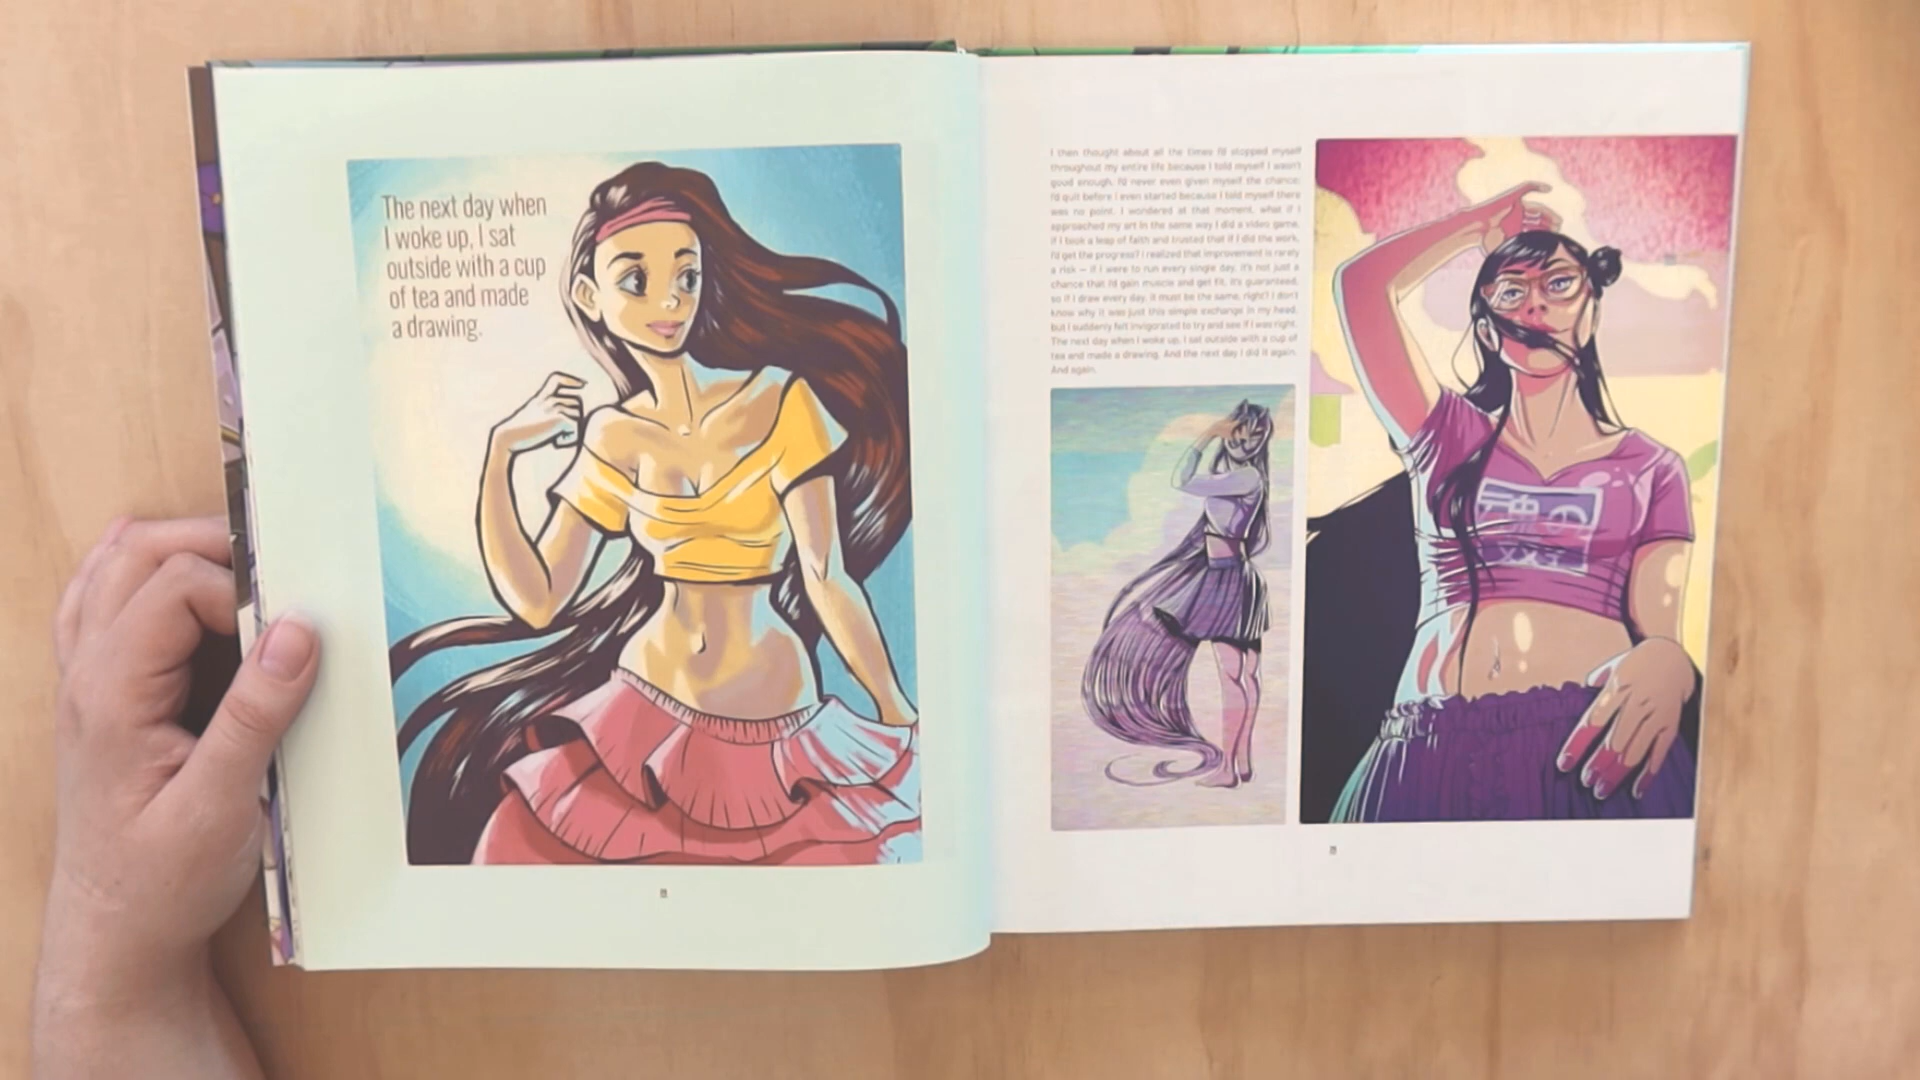 The next day when
I woke up, I sat
outside with a cup
of tea and made
a drawing.
I then thought about all the times I'd stopped myself
throughout my entire life because I told myself I wasn't
good enough. I'd never even given myself the chance;
I'd quit before I even started because I told myself there
was no point. I wondered at that moment, what if I
approached my art in the same way I did a video game,
if I took a leap of faith and trusted that if I did the work,
I'd get the progress? I realized that improvement is rarely
a risk — if I were to run every single day, it's not just a
chance that I'd gain muscle and get fit, it's guaranteed,
so if I draw every day, it must be the same, right? I don't
know why it was just this simple exchange in my head,
but I suddenly felt invigorated to try and see if I was right.
The next day when I woke up, I sat outside with a cup of
tea and made a drawing. And the next day I did it again.
And again.